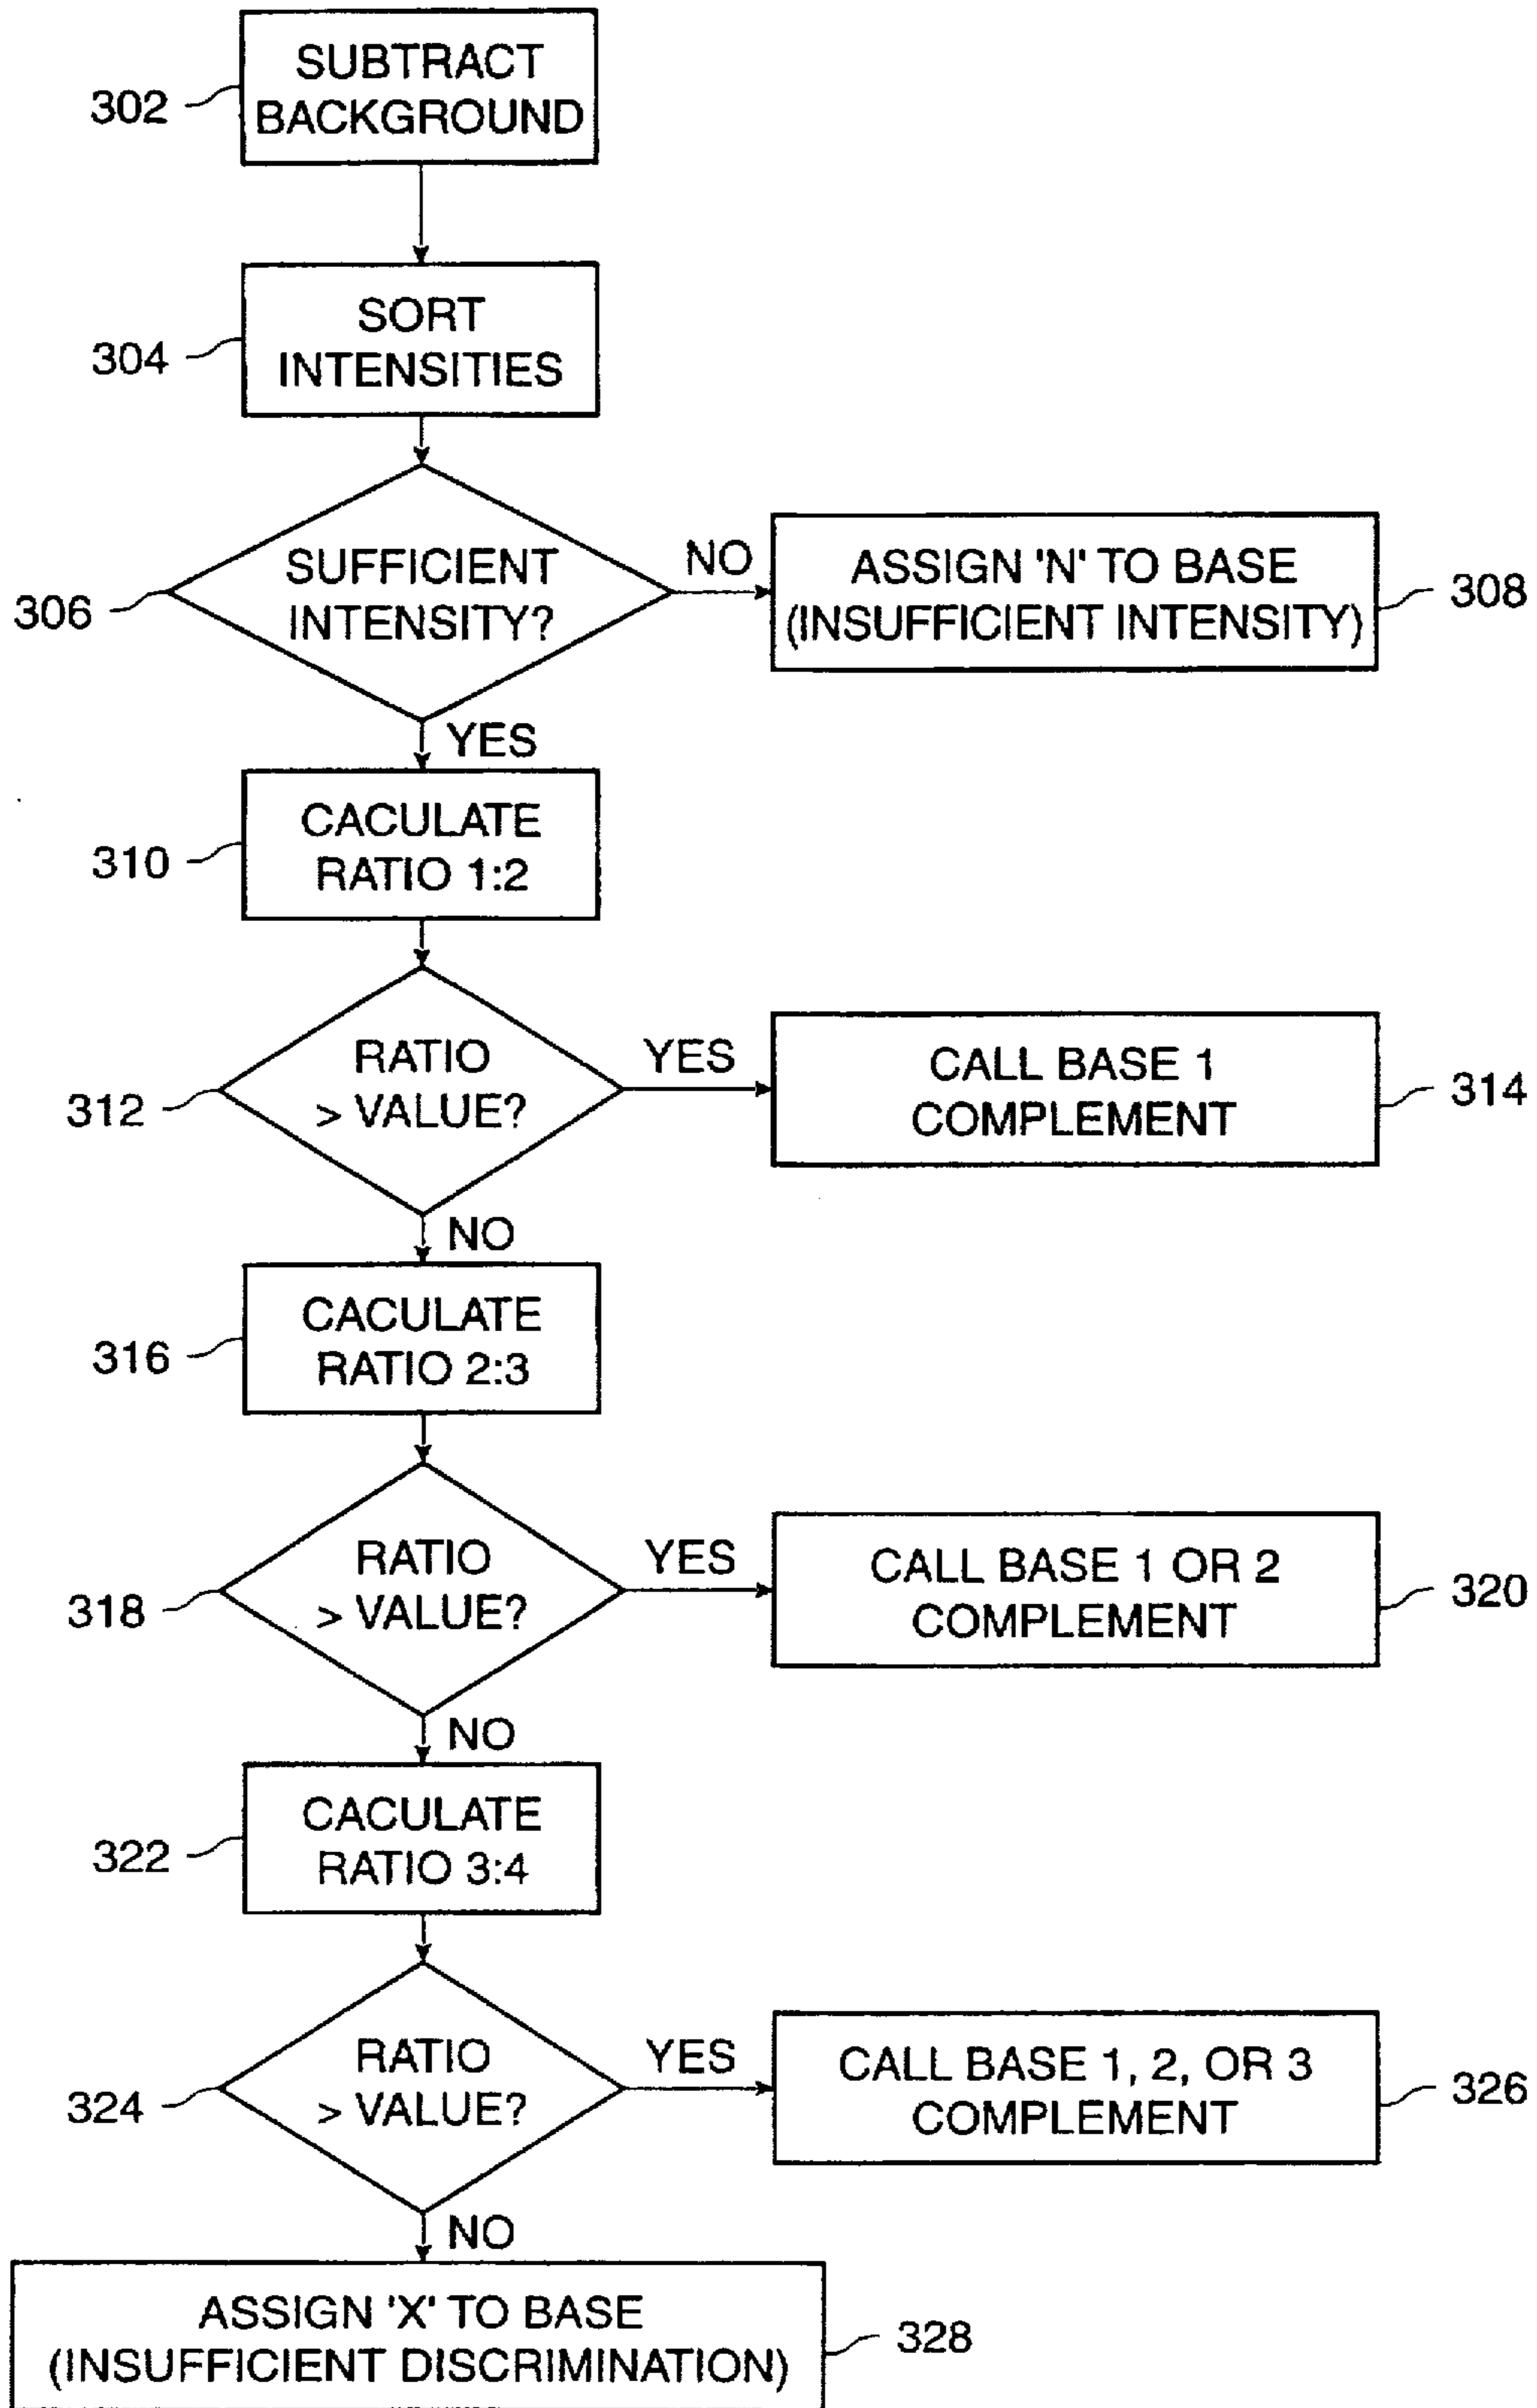 SUBTRACT
BACKGROUND
302
SORT
INTENSITIES
304
SUFFICIENT
INTENSITY?
306
NO
ASSIGN 'N' TO BASE
(INSUFFICIENT INTENSITY)
308
YES
CACULATE
RATIO 1:2
310
RATIO
> VALUE?
312
YES
CALL BASE 1
COMPLEMENT
314
NO
CACULATE
RATIO 2:3
316
RATIO
> VALUE?
318
YES
CALL BASE 1 OR 2
COMPLEMENT
320
NO
CACULATE
RATIO 3:4
322
RATIO
> VALUE?
324
YES
CALL BASE 1, 2, OR 3
COMPLEMENT
326
NO
ASSIGN 'X' TO BASE
(INSUFFICIENT DISCRIMINATION)
328